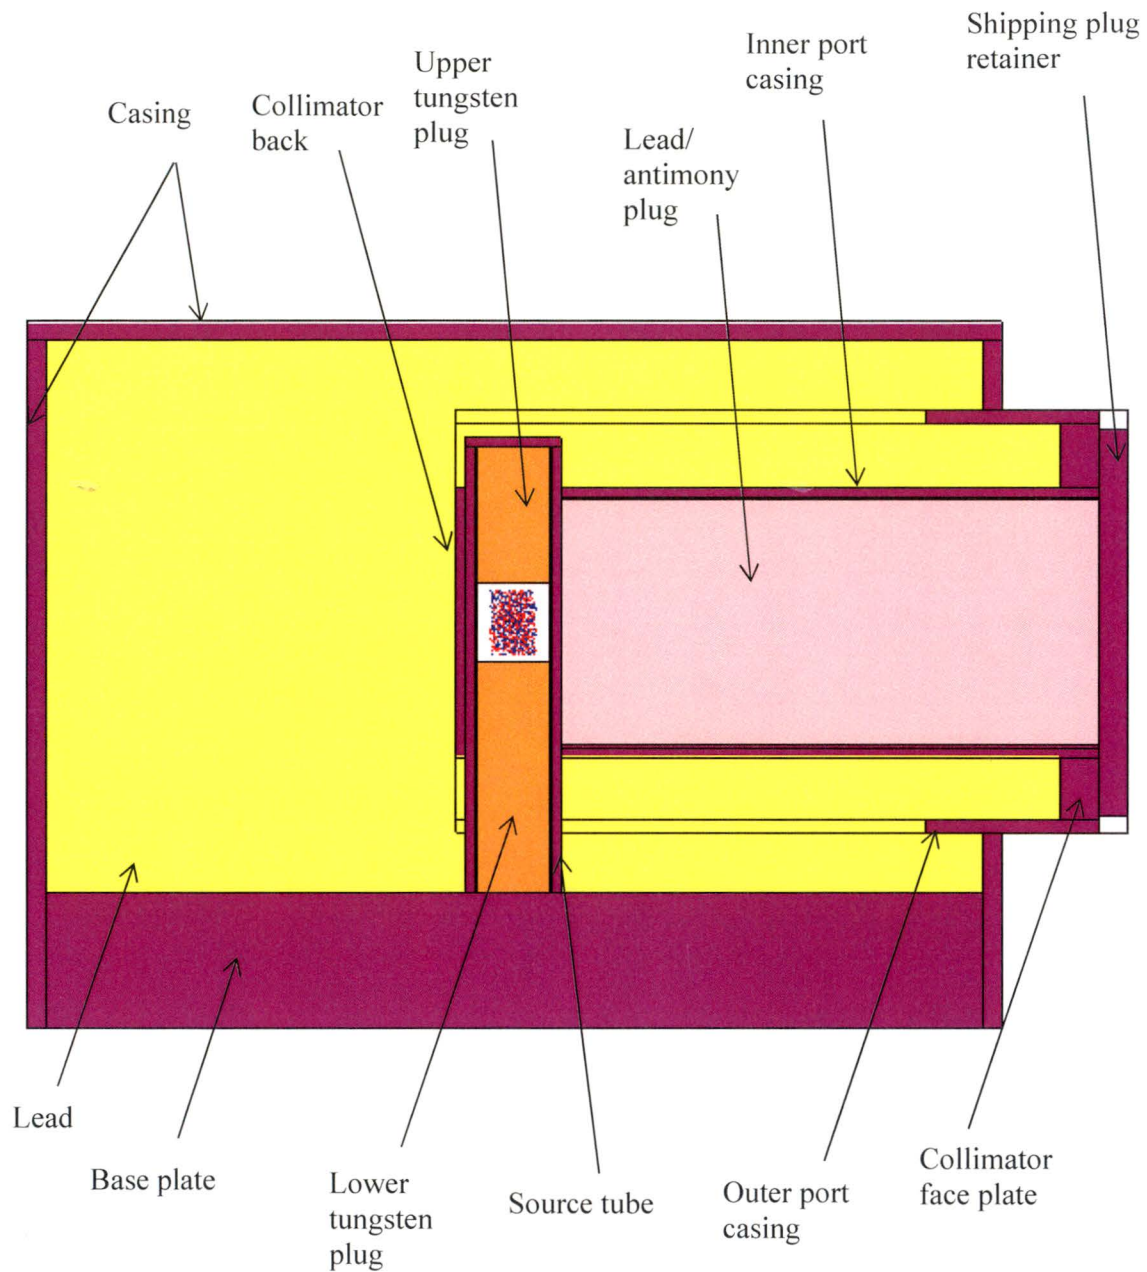 Shipping plug
retainer
Inner port
casing
Upper
tungsten
plug
Collimator
back
Casing
Lead/
antimony
plug
Lead
Base plate
Lower
tungsten
plug
Source tube
Outer port
casing
Collimator
face plate